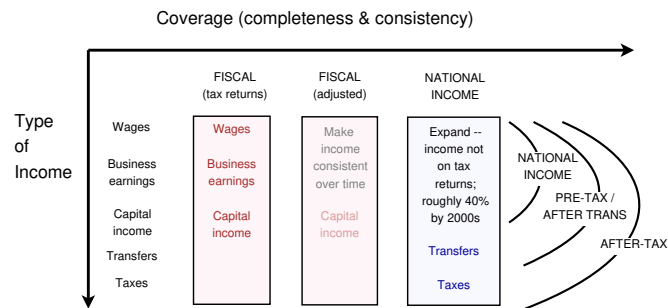 Coverage (completeness & consistency)
FISCAL
(tax returns)
FISCAL
(adjusted)
NATIONAL
INCOME
Type
of
Income
Wages
Business
earnings
Capital
income
Transfers
Taxes
Wages
Business
earnings
Capital
income
Make
income
consistent
over time
Capital
income
Expand --
income not
on tax
returns;
roughly 40%
by 2000s
Transfers
Taxes
NATIONAL
INCOME
PRE-TAX /
AFTER TRANS
AFTER-TAX